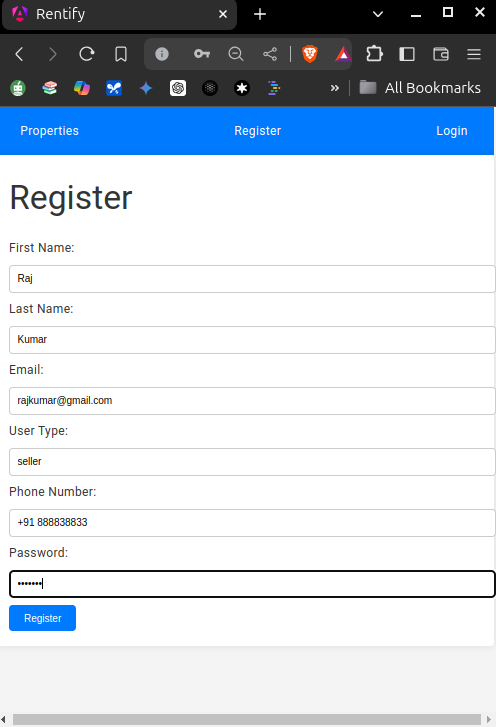 Rentify
All Bookmarks
Properties Register Login
Register
First Name:
Raj
Last Name:
Kumar
Email:
rajkumar@gmail.com
User Type:
seller
Phone Number:
+91 888838833
Password:
•••••••
Register